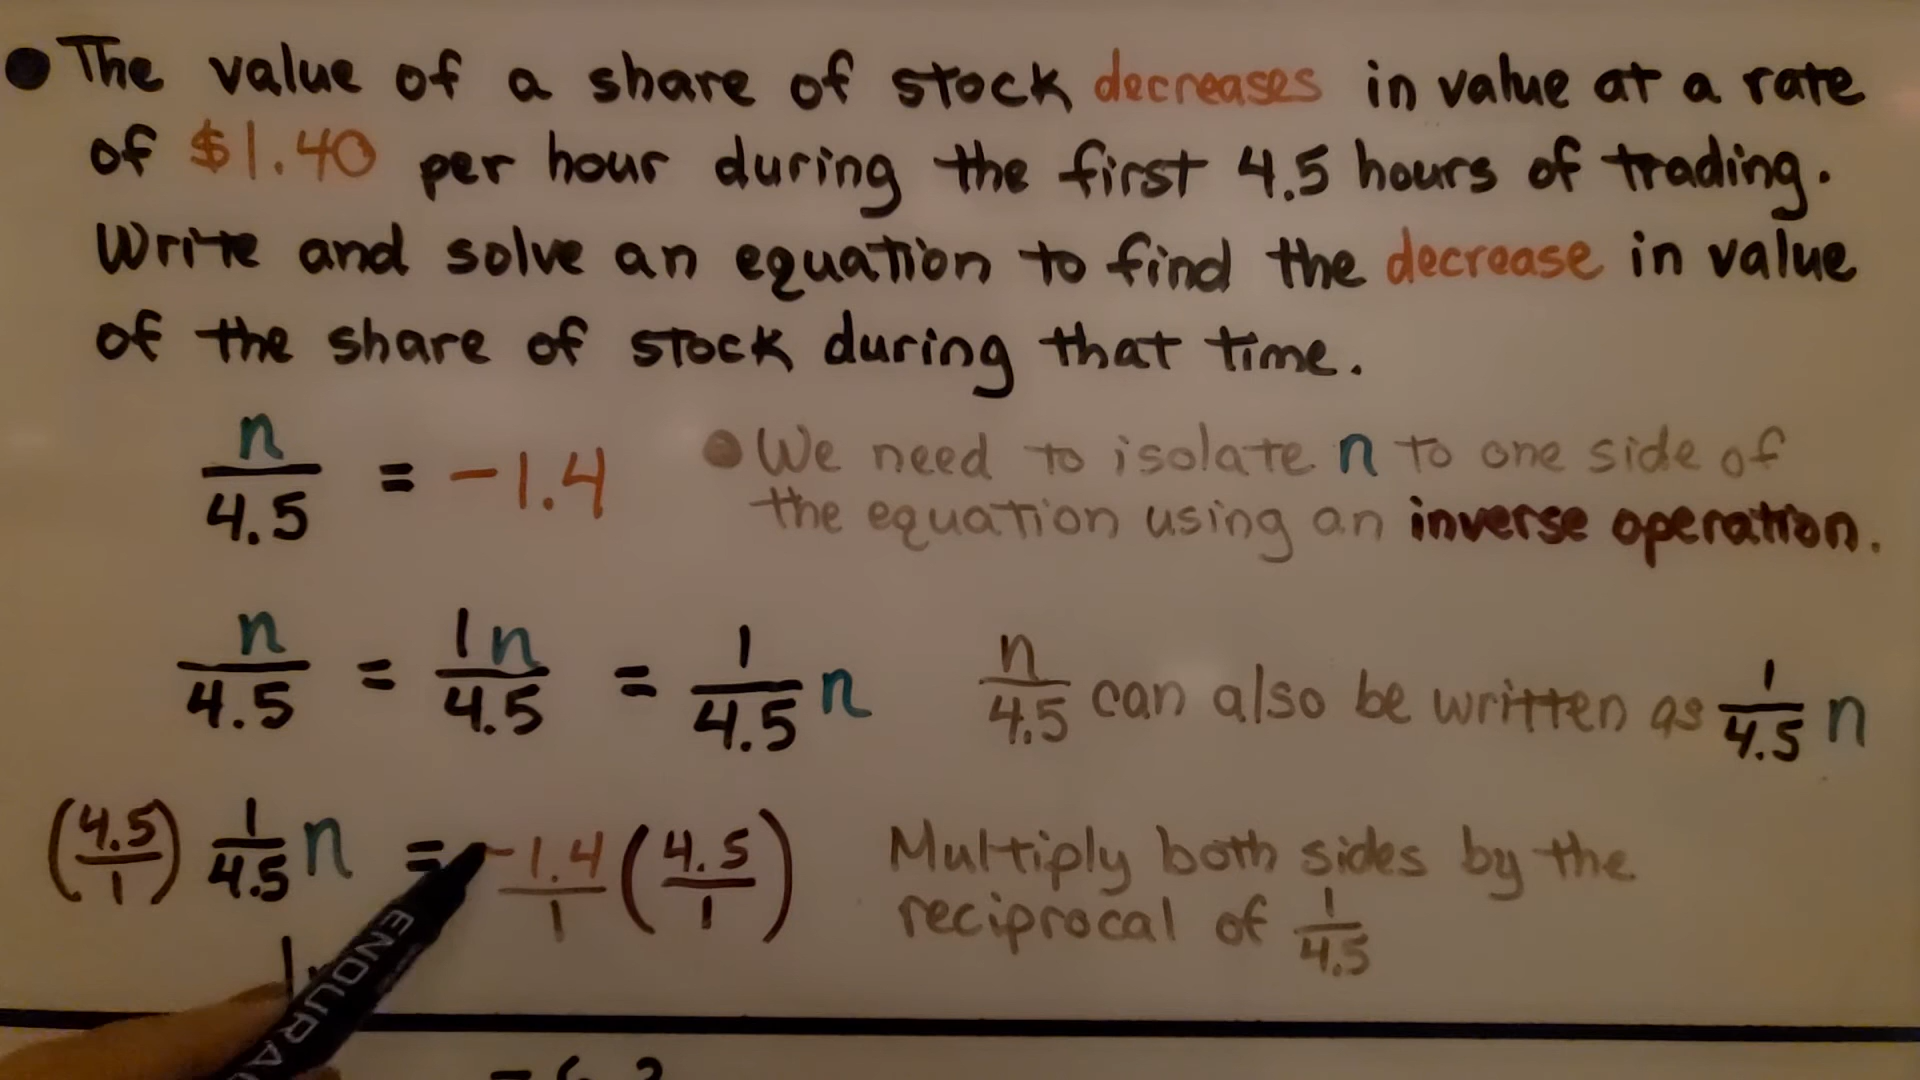 • The value of a share of stock decreases in value at a rate
of $1.40 per hour during the first 4.5 hours of trading.
Write and solve an equation to find the decrease in value
of the share of stock during that time.
n/4.5 = -1.4
• We need to isolate n to one side of
the equation using an inverse operation.
n/4.5 = 1n/4.5 = 1/4.5 n
n/4.5 can also be written as 1/4.5 n
(4.5/1) 1/4.5 n = -1.4/1 (4.5/1)
Multiply both sides by the
reciprocal of 1/4.5
ENDURA